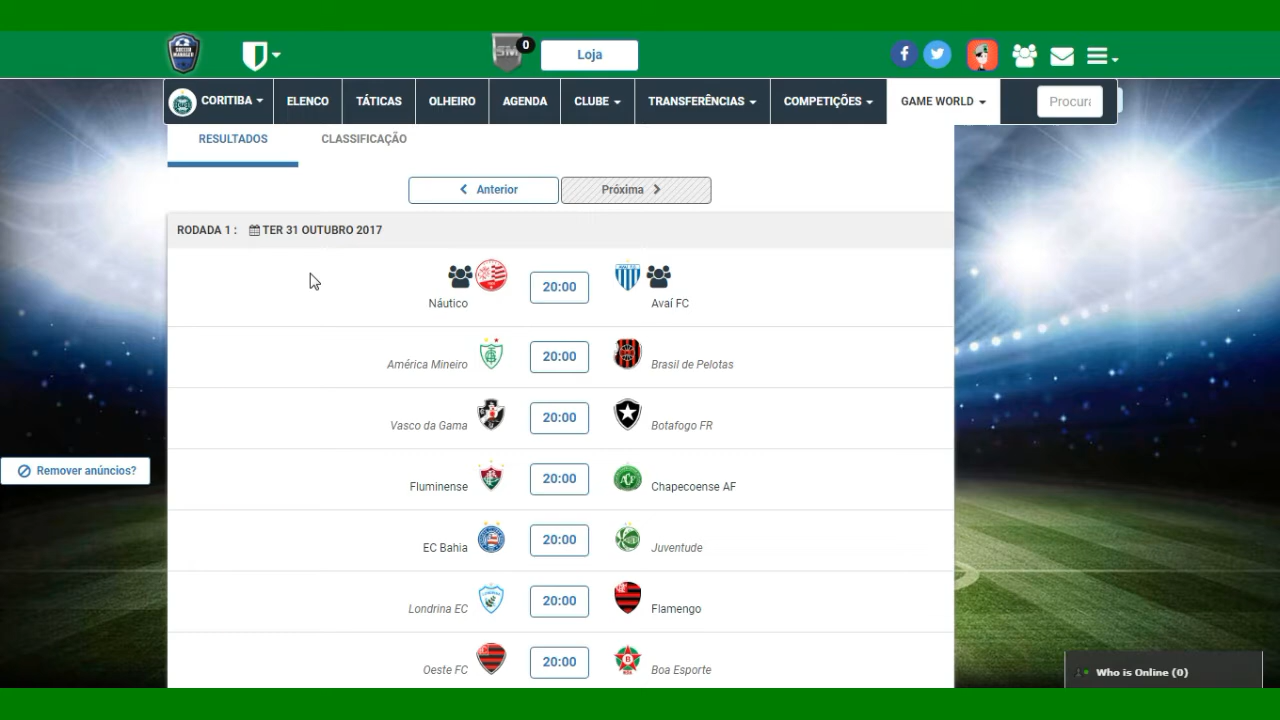 SM 0
Loja
CORITIBA
ELENCO
TÁTICAS
OLHEIRO
AGENDA
CLUBE
TRANSFERÊNCIAS
COMPETIÇÕES
GAME WORLD
Procura
RESULTADOS
CLASSIFICAÇÃO
Anterior
Próxima
RODADA 1 : TER 31 OUTUBRO 2017
Náutico 20:00 Avaí FC
América Mineiro 20:00 Brasil de Pelotas
Vasco da Gama 20:00 Botafogo FR
Remover anúncios?
Fluminense 20:00 Chapecoense AF
EC Bahia 20:00 Juventude
Londrina EC 20:00 Flamengo
Oeste FC 20:00 Boa Esporte
Who is Online (0)